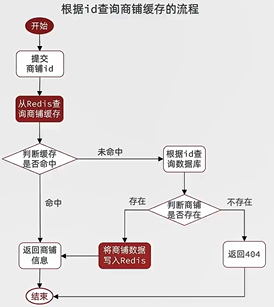 根据id查询商铺缓存的流程
开始
提交
商铺id
从Redis查
询商铺缓存
判断缓存
是否命中
未命中
根据id查
询数据库
命中
判断商铺
是否存在
存在
不存在
将商铺数据
写入Redis
返回商铺
信息
返回404
结束